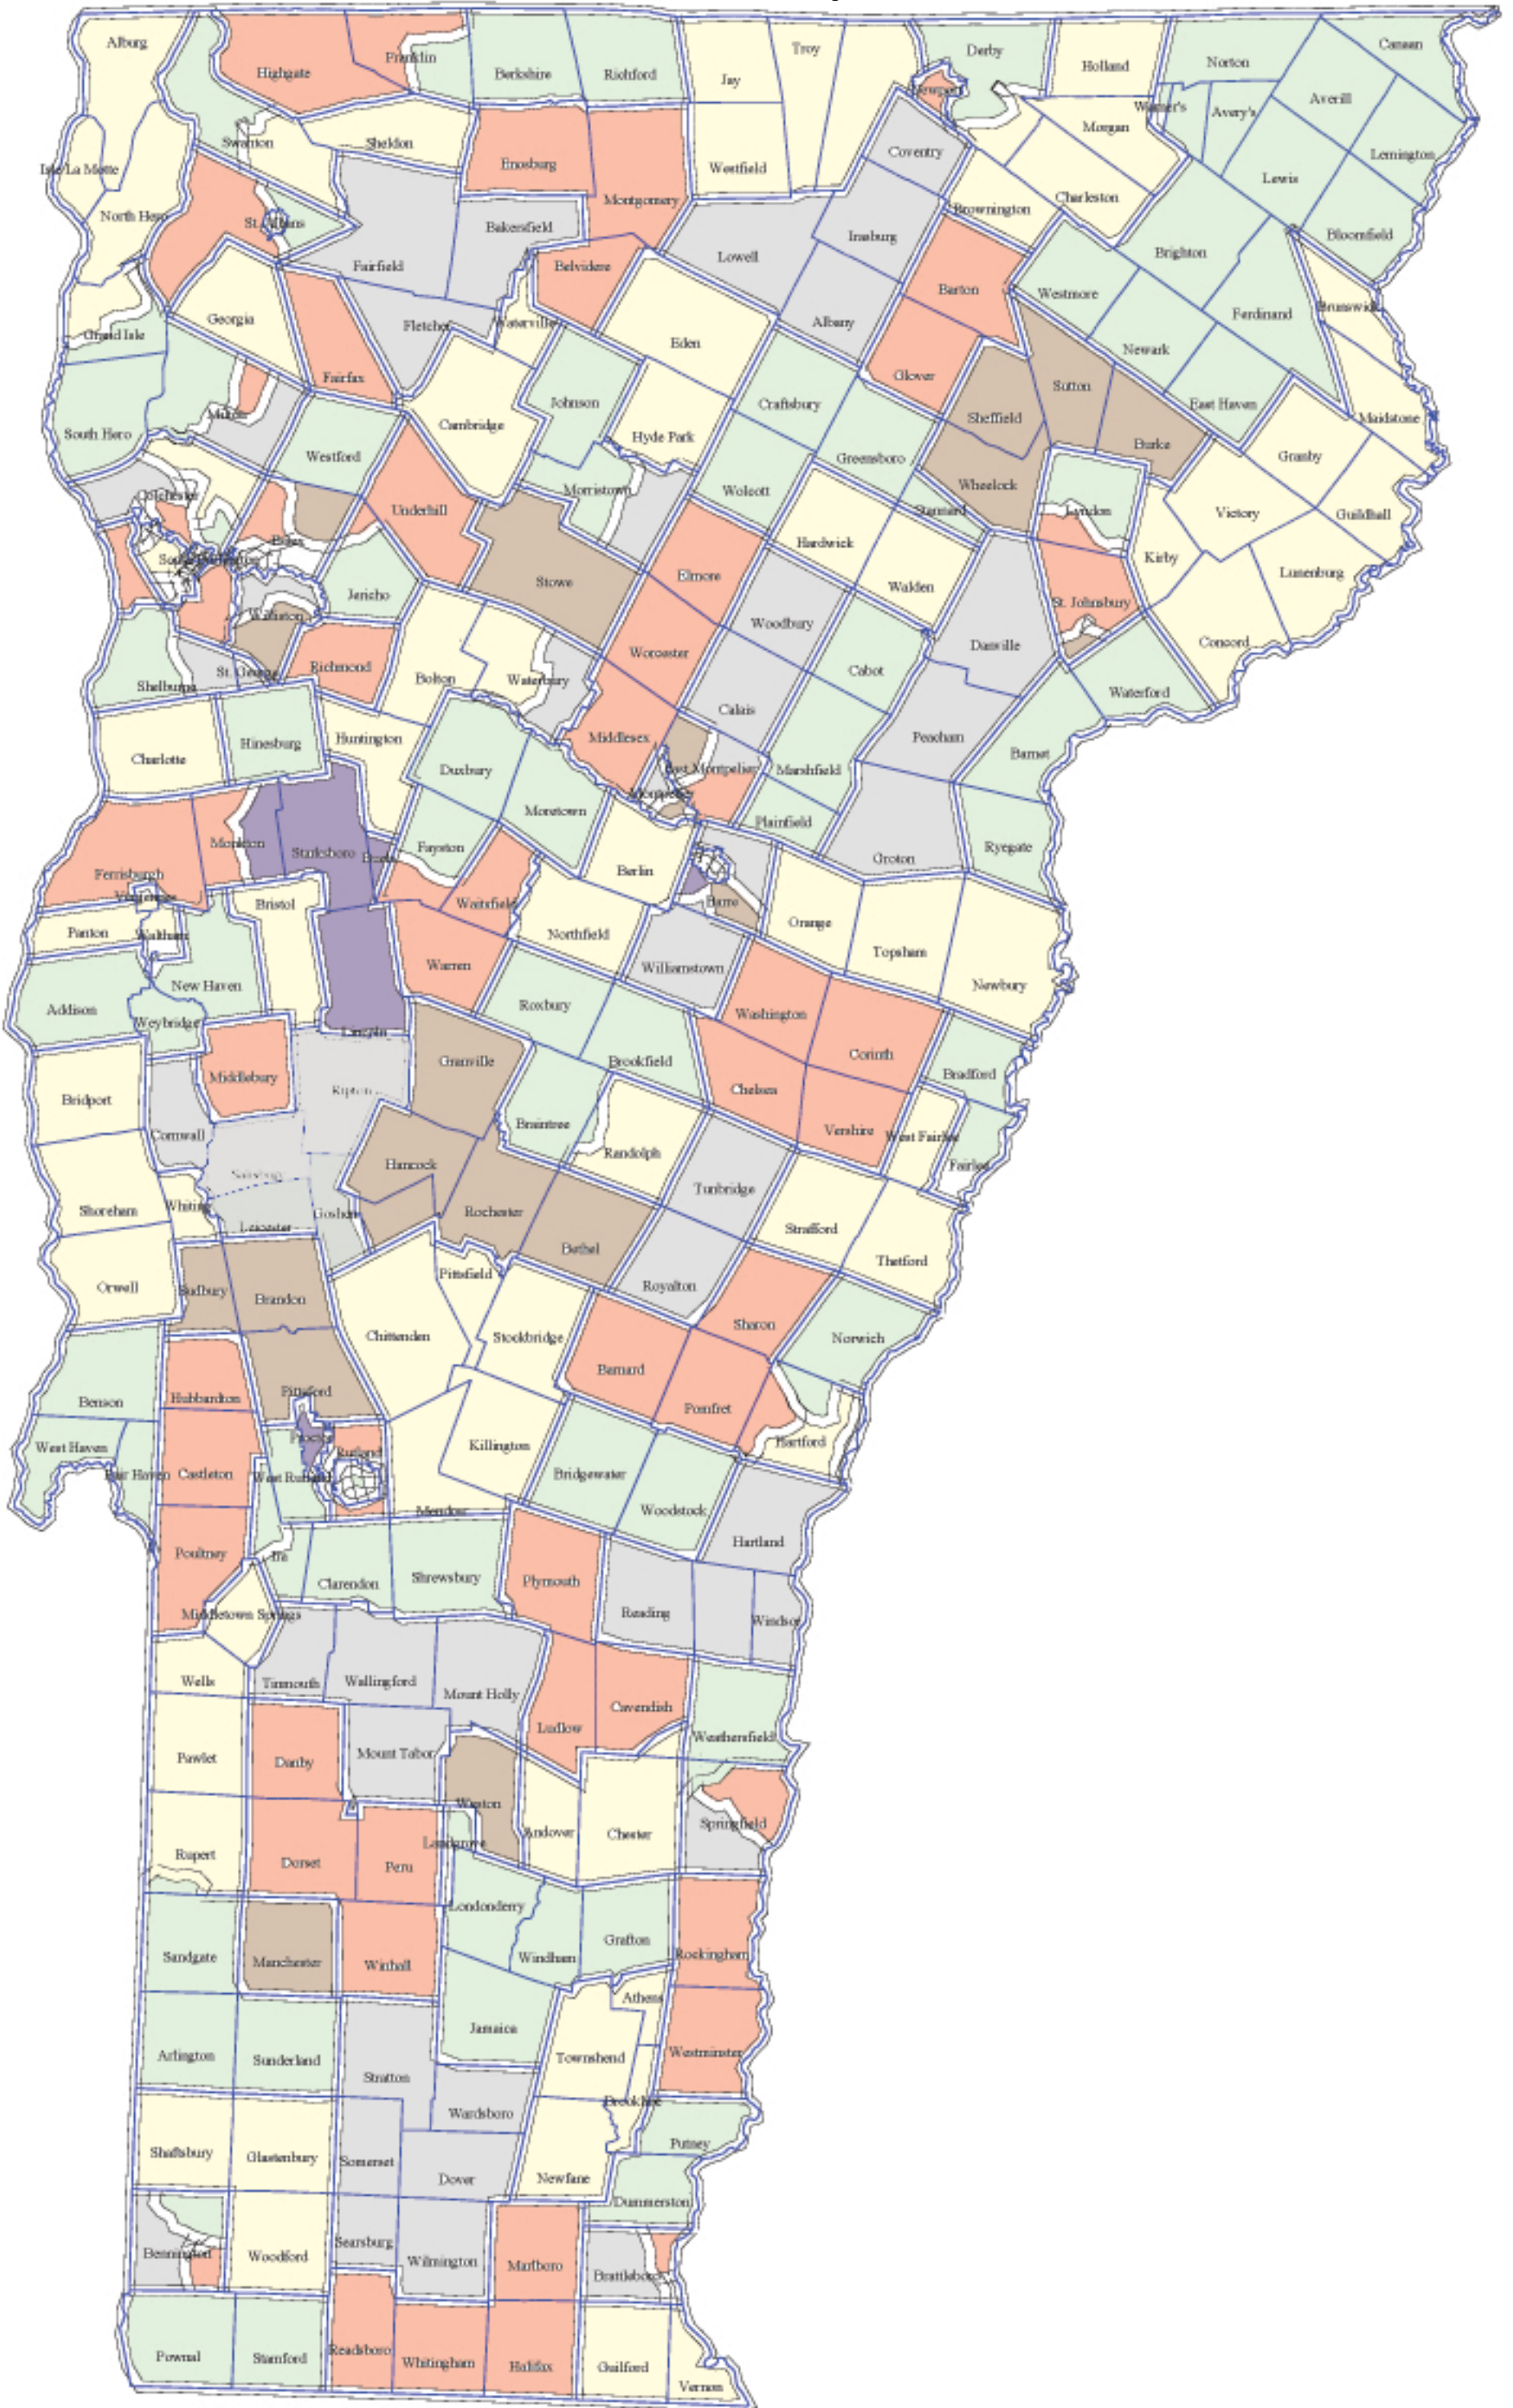 Alburg
Highgate
Franklin
Berkshire
Richford
Jay
Troy
Derby
Holland
Norton
Canaan
Newport
Warner's
Avery's
Averill
Morgan
Swanton
Sheldon
Enosburg
Westfield
Coventry
Lemington
Isle La Motte
Lewis
North Hero
St. Albans
Montgomery
Brownington
Charleston
Bakersfield
Irasburg
Bloomfield
Fairfield
Belvidere
Lowell
Brighton
Barton
Westmore
Brunswick
Ferdinand
Grand Isle
Georgia
Fletcher
Waterville
Albany
Eden
Newark
Fairfax
Glover
Sutton
Johnson
Craftsbury
East Haven
Milton
Sheffield
Maidstone
South Hero
Cambridge
Hyde Park
Burke
Westford
Greensboro
Granby
Colchester
Morristown
Wolcott
Wheelock
Underhill
Stannard
Lyndon
Victory
Guildhall
Essex
Hardwick
Kirby
Stowe
Elmore
Walden
Lunenburg
Jericho
Williston
Woodbury
St. Johnsbury
Danville
Concord
Richmond
Worcester
St. George
Bolton
Waterbury
Cabot
Shelburne
Waterford
Calais
Charlotte
Hinesburg
Huntington
Middlesex
Peacham
Duxbury
East Montpelier
Marshfield
Barnet
Montpelier
Moretown
Plainfield
Monkton
Starksboro
Buels
Fayston
Groton
Ryegate
Ferrisburgh
Berlin
Vergennes
Bristol
Waitsfield
Barre
Panton
Waltham
Northfield
Orange
Topsham
Warren
Williamstown
New Haven
Newbury
Addison
Weybridge
Roxbury
Washington
Lincoln
Granville
Brookfield
Corinth
Middlebury
Ripton
Chelsea
Bradford
Bridport
Cornwall
Braintree
Vershire
West Fairlee
Randolph
Hancock
Fairlee
Salisbury
Tunbridge
Shoreham
Whiting
Goshen
Rochester
Leicester
Strafford
Bethel
Thetford
Orwell
Sudbury
Brandon
Pittsfield
Royalton
Chittenden
Stockbridge
Sharon
Norwich
Barnard
Benson
Hubbardton
Pittsford
Pomfret
West Haven
Proctor
Rutland
Killington
Hartford
Fair Haven
Castleton
West Rutland
Bridgewater
Mendon
Woodstock
Hartland
Poultney
Ira
Clarendon
Shrewsbury
Plymouth
Middletown Springs
Reading
Windsor
Wells
Tinmouth
Wallingford
Mount Holly
Cavendish
Ludlow
Weathersfield
Pawlet
Danby
Mount Tabor
Weston
Springfield
Landgrove
Andover
Chester
Rupert
Dorset
Peru
Londonderry
Sandgate
Manchester
Winhall
Windham
Grafton
Rockingham
Athens
Jamaica
Arlington
Sunderland
Townshend
Westminster
Stratton
Wardsboro
Brookline
Shaftsbury
Glastenbury
Somerset
Putney
Dover
Newfane
Dummerston
Searsburg
Bennington
Woodford
Wilmington
Marlboro
Brattleboro
Pownal
Stamford
Readsboro
Whitingham
Halifax
Guilford
Vernon